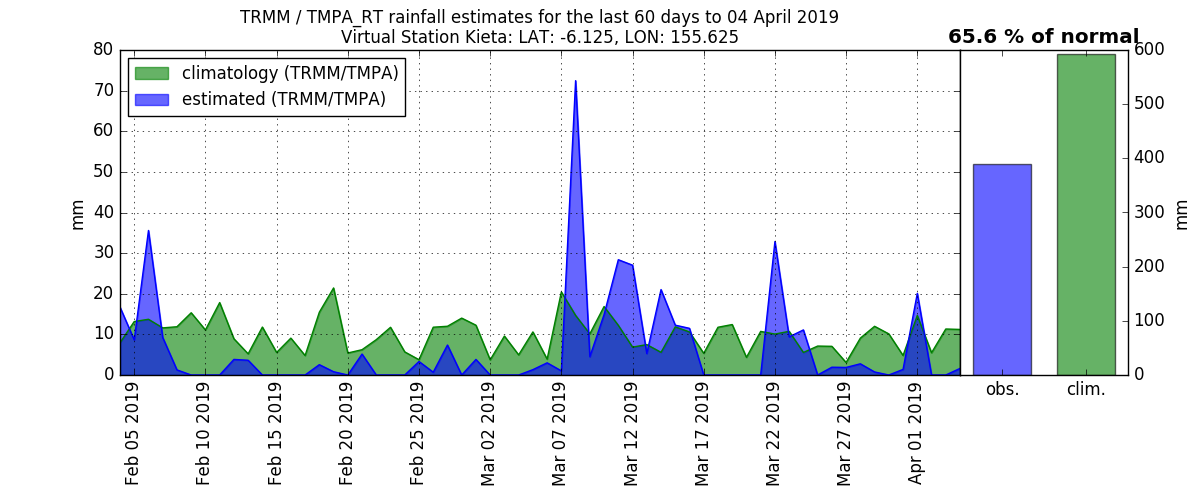 TRMM / TMPA_RT rainfall estimates for the last 60 days to 04 April 2019
Virtual Station Kieta: LAT: -6.125, LON: 155.625
65.6 % of normal
climatology (TRMM/TMPA)
estimated (TRMM/TMPA)
80
70
60
50
40
30
20
10
0
mm
Feb 05 2019
Feb 10 2019
Feb 15 2019
Feb 20 2019
Feb 25 2019
Mar 02 2019
Mar 07 2019
Mar 12 2019
Mar 17 2019
Mar 22 2019
Mar 27 2019
Apr 01 2019
obs.
clim.
600
500
400
300
200
100
0
mm